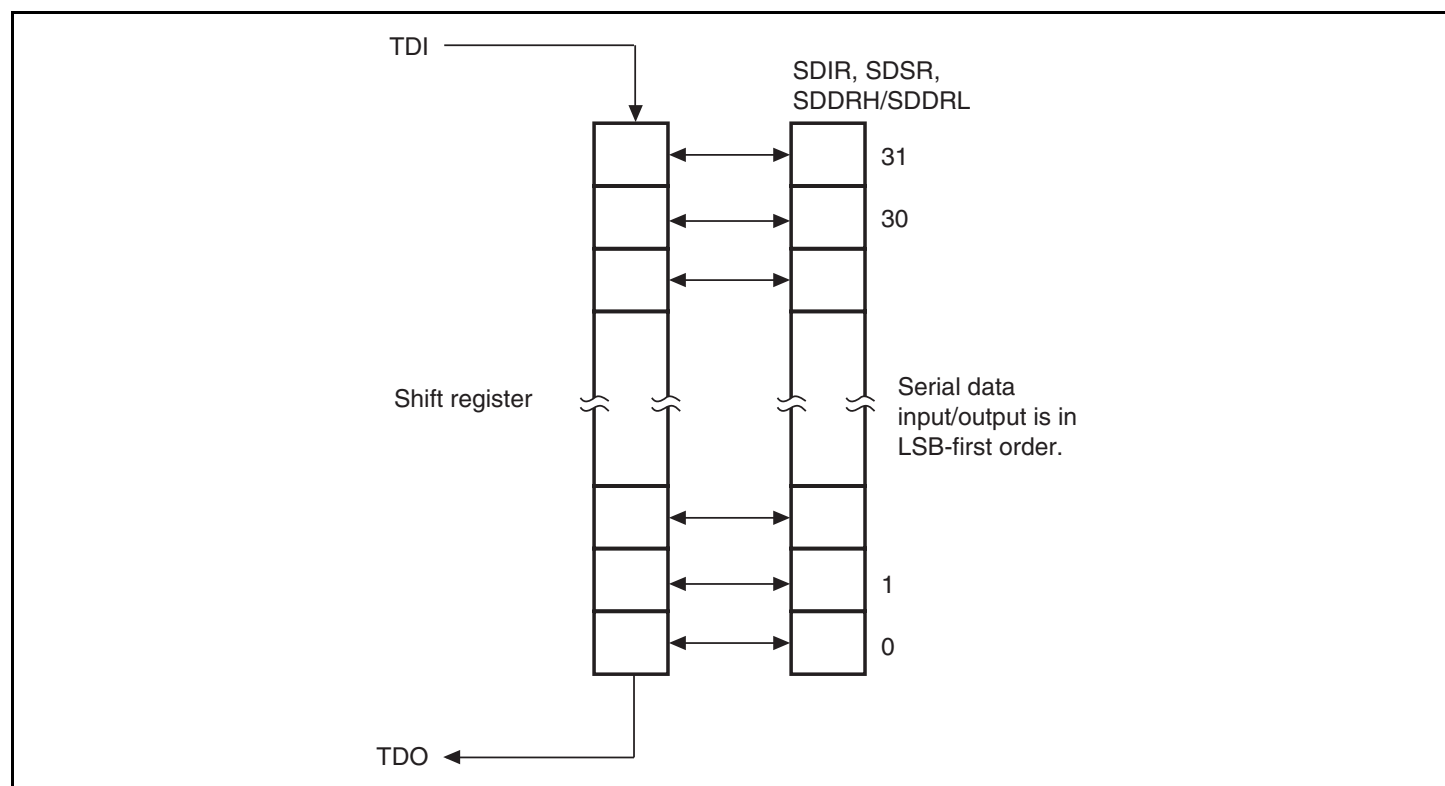 TDI
SDIR, SDSR,
SDDRH/SDDRL
31
30
Shift register
Serial data
input/output is in
LSB-first order.
1
0
TDO